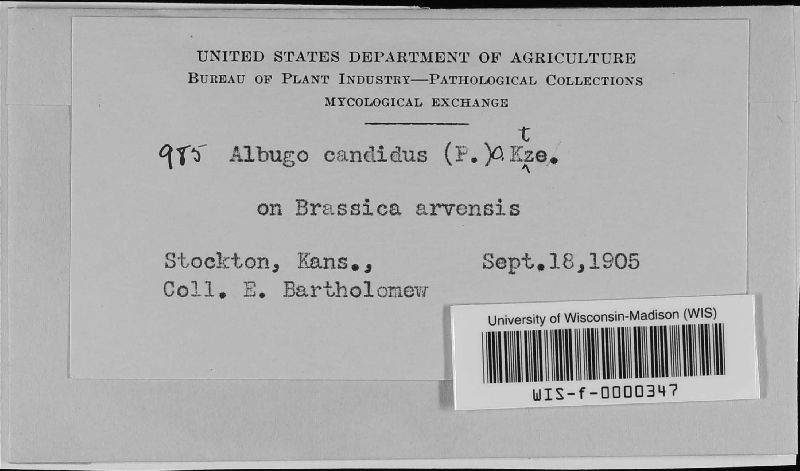 UNITED STATES DEPARTMENT OF AGRICULTURE
BUREAU OF PLANT INDUSTRY—PATHOLOGICAL COLLECTIONS
MYCOLOGICAL EXCHANGE
985 Albugo candidus (P.) O. Ktze.
on Brassica arvensis
Stockton, Kans., Sept.18,1905
Coll. E. Bartholomew
University of Wisconsin-Madison (WIS)
WIS-f-0000347